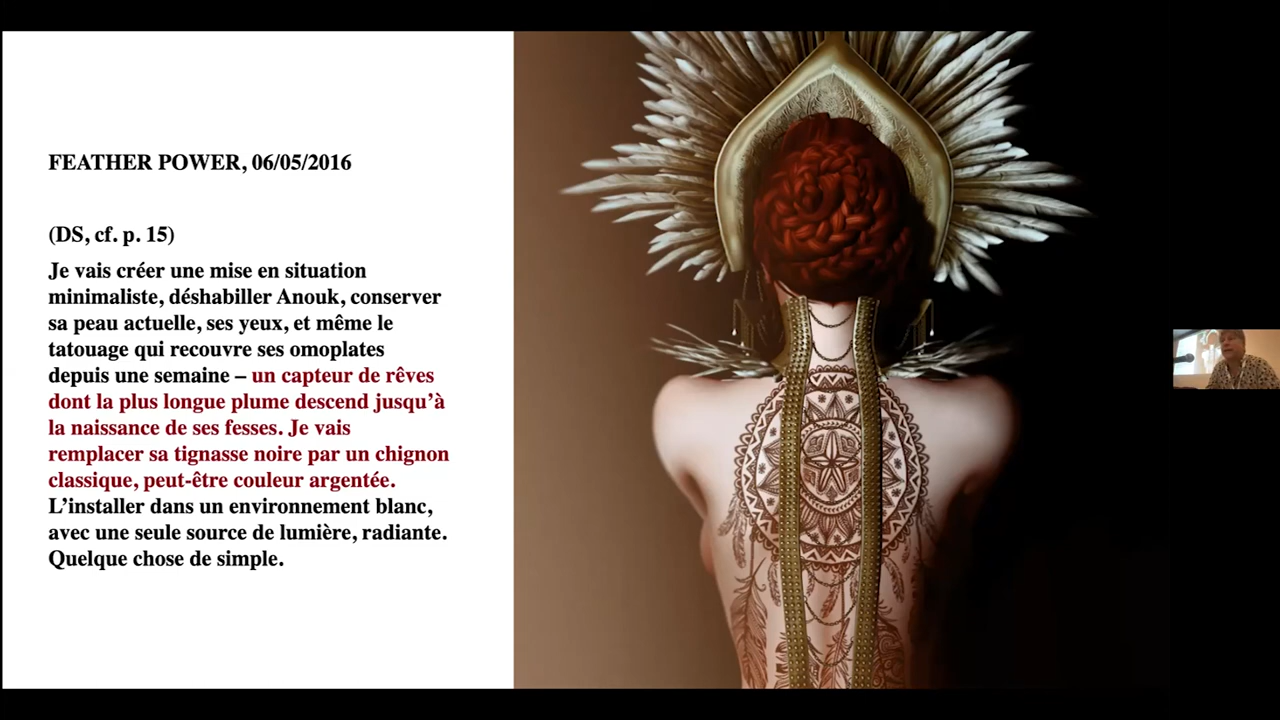 FEATHER POWER, 06/05/2016
(DS, cf. p. 15)
Je vais créer une mise en situation
minimaliste, déshabiller Anouk, conserver
sa peau actuelle, ses yeux, et même le
tatouage qui recouvre ses omoplates
depuis une semaine – un capteur de rêves
dont la plus longue plume descend jusqu’à
la naissance de ses fesses. Je vais
remplacer sa tignasse noire par un chignon
classique, peut-être couleur argentée.
L’installer dans un environnement blanc,
avec une seule source de lumière, radiante.
Quelque chose de simple.